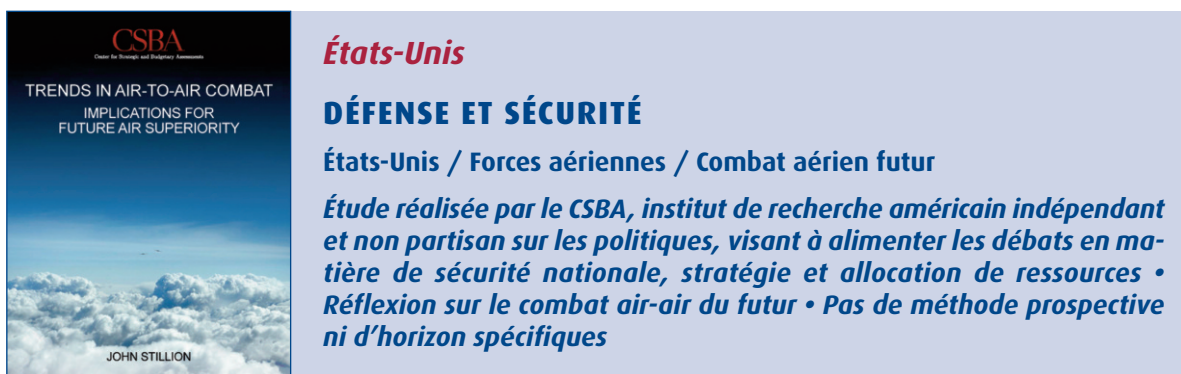 CSBA
Center for Strategic and Budgetary Assessments
TRENDS IN AIR-TO-AIR COMBAT
IMPLICATIONS FOR
FUTURE AIR SUPERIORITY
JOHN STILLION
États-Unis
DÉFENSE ET SÉCURITÉ
États-Unis / Forces aériennes / Combat aérien futur
Étude réalisée par le CSBA, institut de recherche américain indépendant
et non partisan sur les politiques, visant à alimenter les débats en ma-
tière de sécurité nationale, stratégie et allocation de ressources •
Réflexion sur le combat air-air du futur • Pas de méthode prospective
ni d’horizon spécifiques